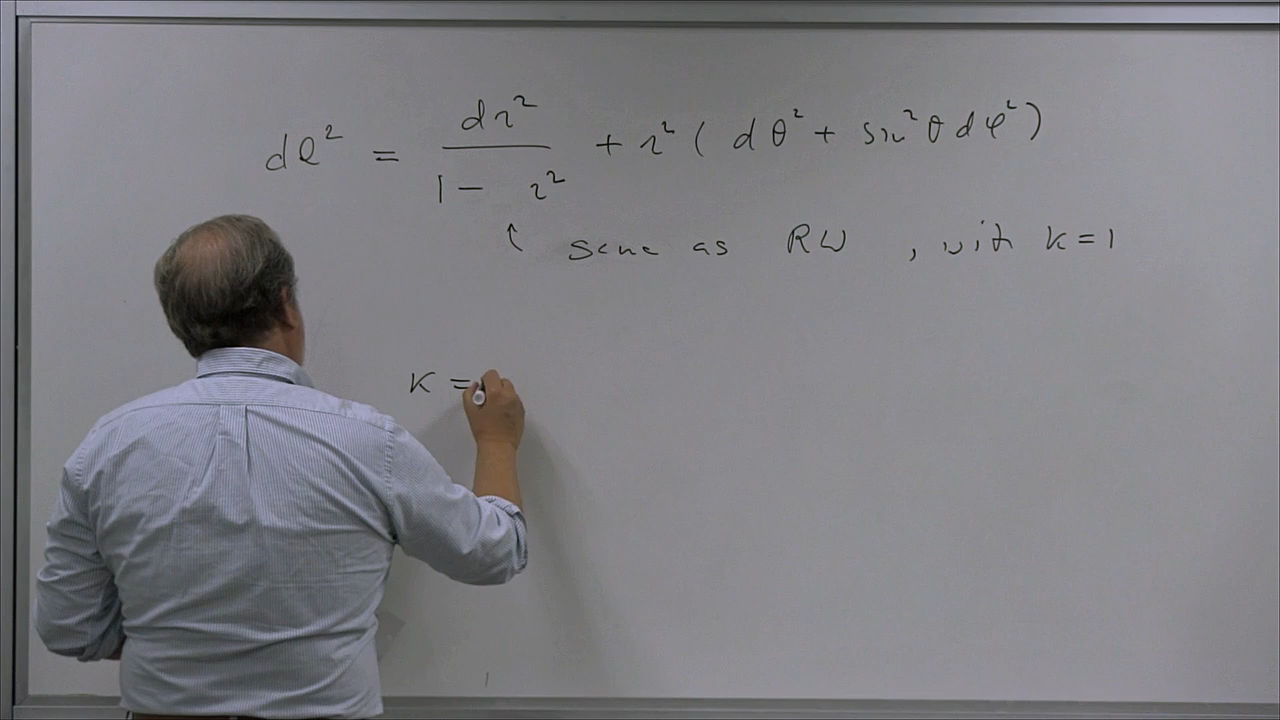 dl² = dr² / (1 − r²) + r² ( dθ² + sin²θ dφ² )
↑ same as RW , with k = 1
k =